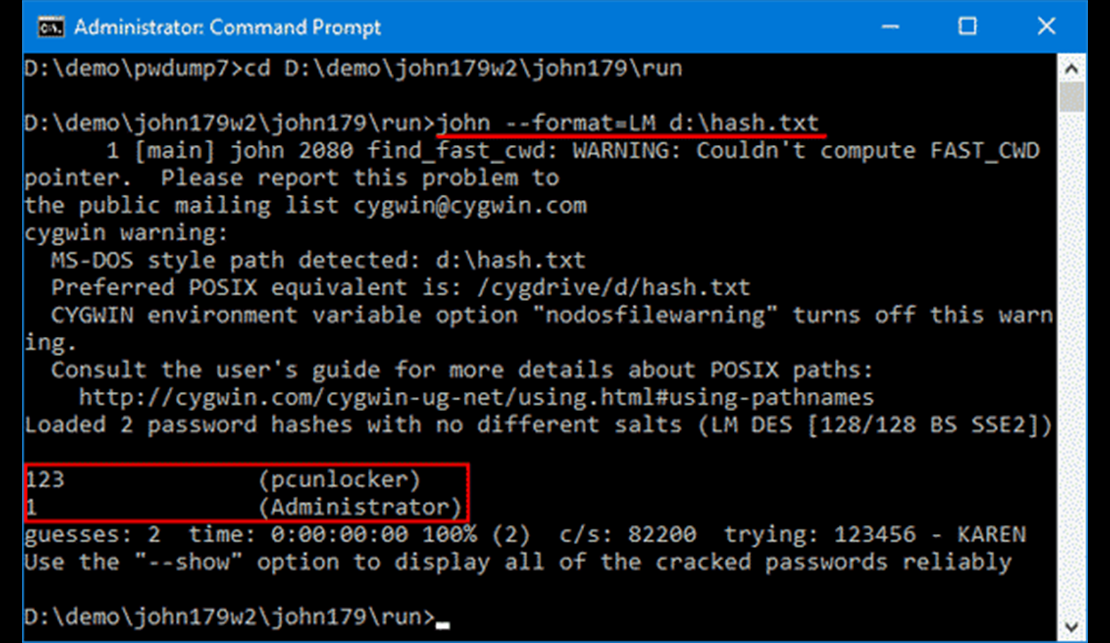 Administrator: Command Prompt
D:\demo\pwdump7>cd D:\demo\john179w2\john179\run
D:\demo\john179w2\john179\run>john --format=LM d:\hash.txt
1 [main] john 2080 find_fast_cwd: WARNING: Couldn't compute FAST_CWD
pointer.  Please report this problem to
the public mailing list cygwin@cygwin.com
cygwin warning:
MS-DOS style path detected: d:\hash.txt
Preferred POSIX equivalent is: /cygdrive/d/hash.txt
CYGWIN environment variable option "nodosfilewarning" turns off this warn
ing.
Consult the user's guide for more details about POSIX paths:
http://cygwin.com/cygwin-ug-net/using.html#using-pathnames
Loaded 2 password hashes with no different salts (LM DES [128/128 BS SSE2])
123              (pcunlocker)
1                (Administrator)
guesses: 2  time: 0:00:00:00 100% (2)  c/s: 82200  trying: 123456 - KAREN
Use the "--show" option to display all of the cracked passwords reliably
D:\demo\john179w2\john179\run>